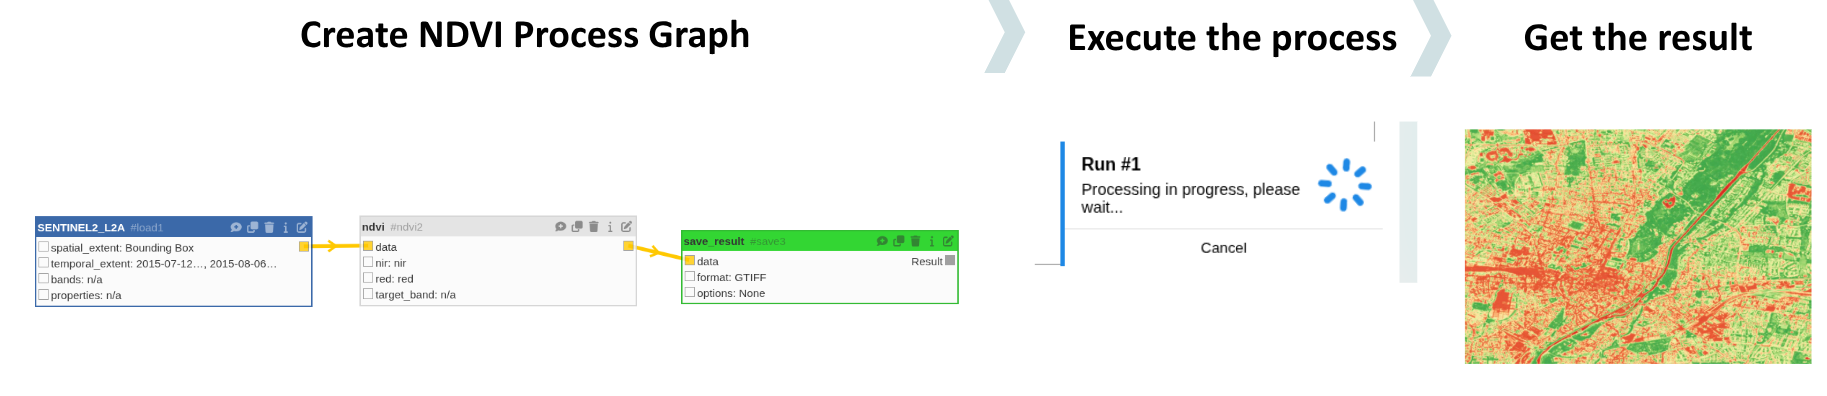 Create NDVI Process Graph
Execute the process
Get the result
SENTINEL2_L2A #load1
spatial_extent: Bounding Box
temporal_extent: 2015-07-12..., 2015-08-06...
bands: n/a
properties: n/a
ndvi #ndvi2
data
nir: nir
red: red
target_band: n/a
save_result #save3
data Result
format: GTIFF
options: None
Run #1
Processing in progress, please
wait...
Cancel